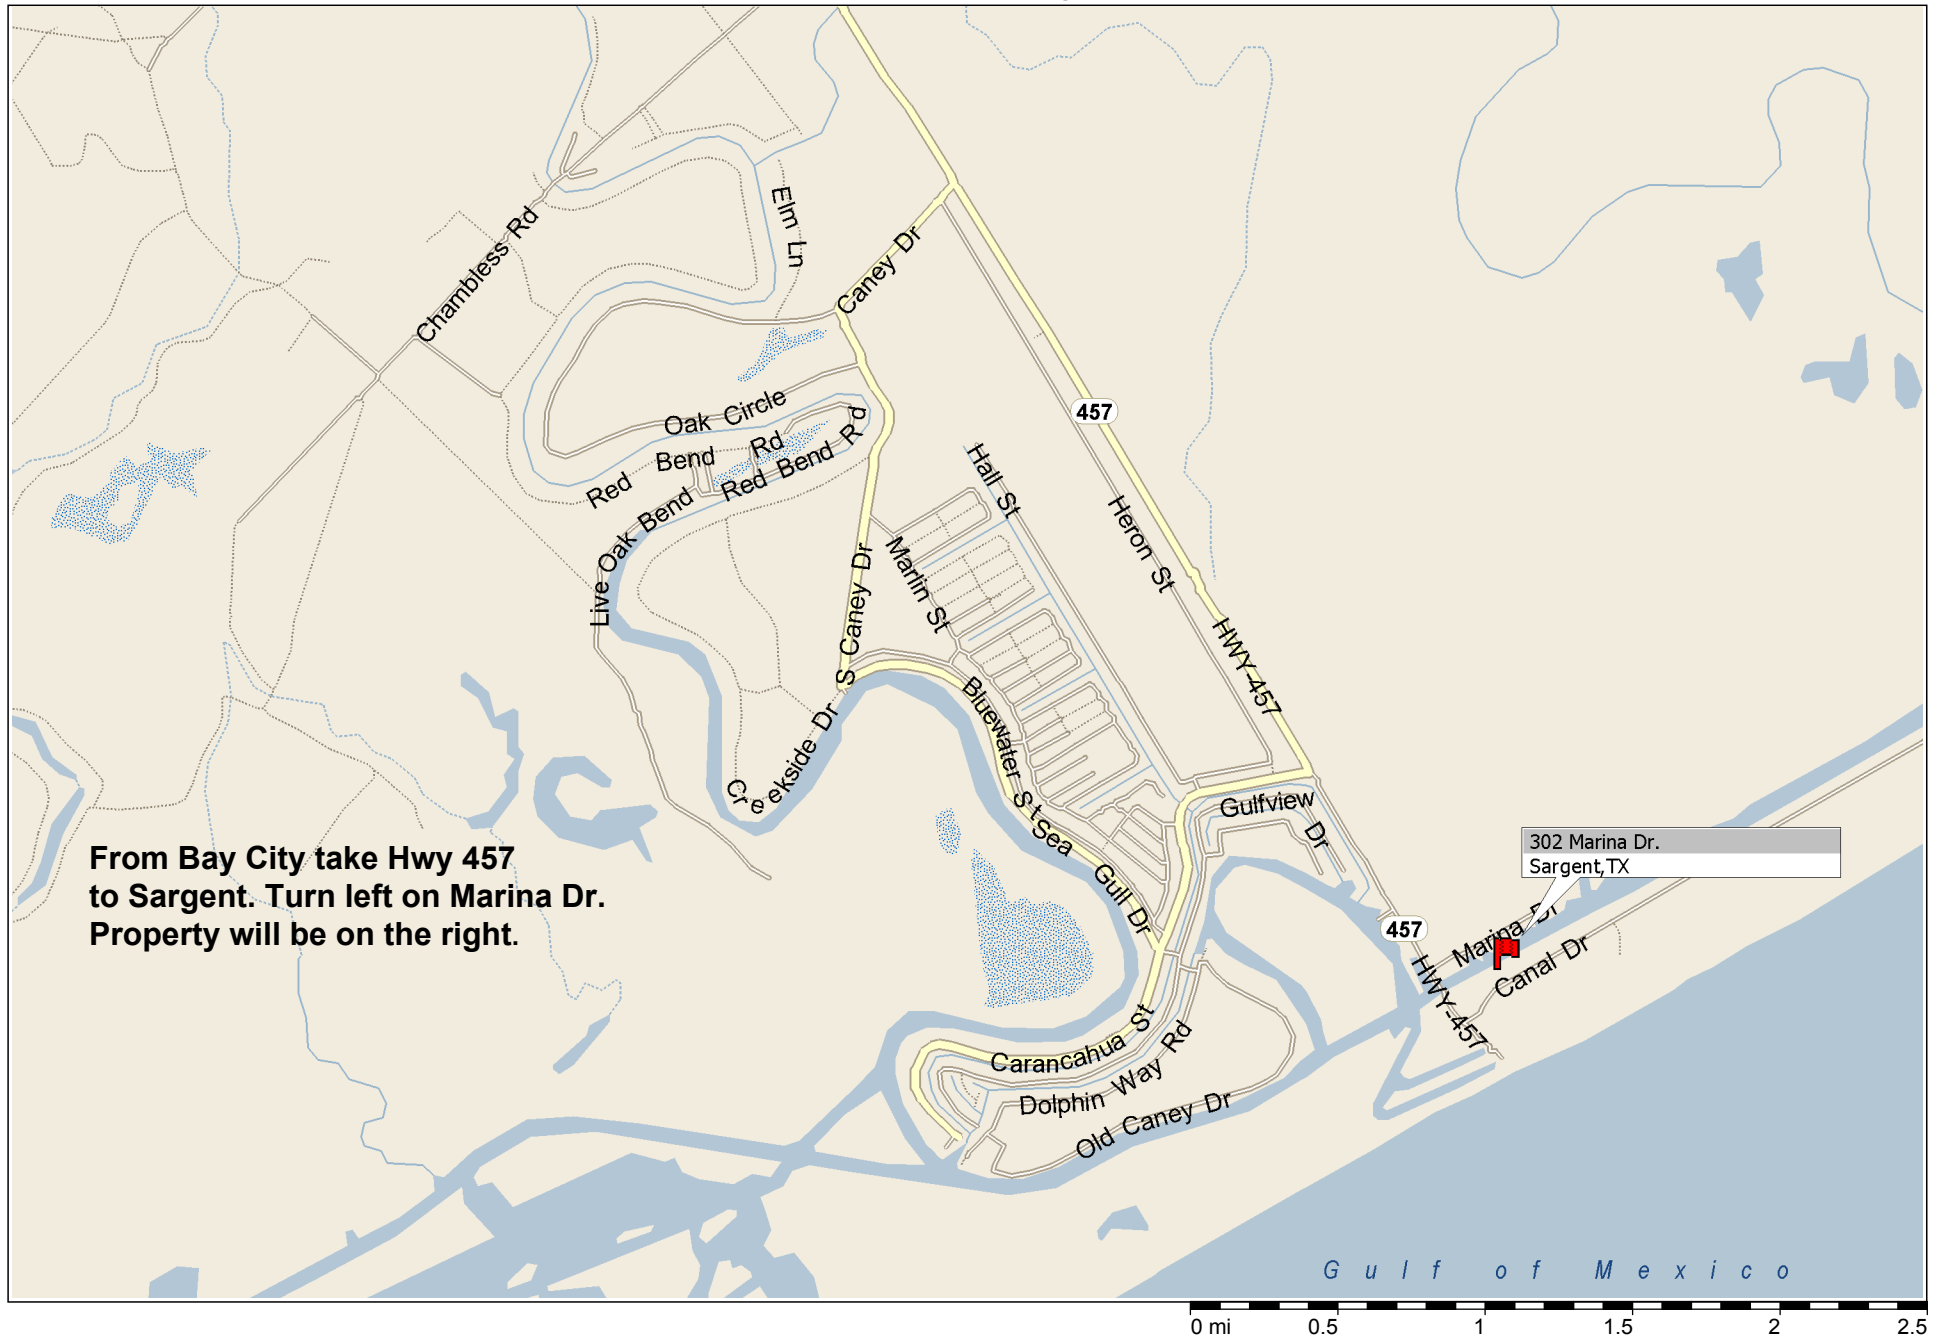 Elm Ln
Chambless Rd
Caney Dr
457
Oak Circle
Red Bend Rd
Red Bend Rd
Live Oak Bend
Hall St
Heron St
Marlin St
S Caney Dr
HWY-457
Bluewater St
Creekside Dr
Gulfview Dr
Sea Gull Dr
302 Marina Dr.
Sargent,TX
From Bay City take Hwy 457
to Sargent. Turn left on Marina Dr.
Property will be on the right.
457
Marina Dr
Canal Dr
HWY-457
Carancahua St
Dolphin Way Rd
Old Caney Dr
Gulf of Mexico
0 mi 0.5 1 1.5 2 2.5